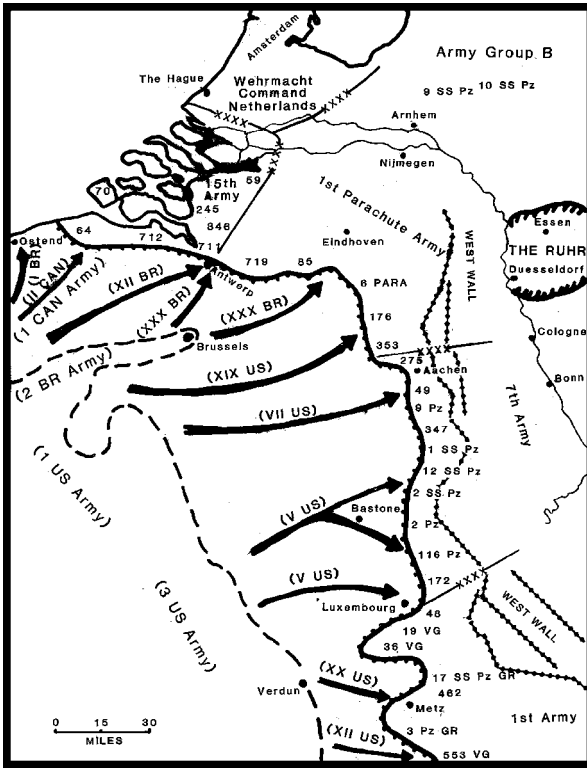 Amsterdam
Army Group B
The Hague
Wehrmacht
Command
Netherlands
XXXX
XXXX
9 SS Pz
10 SS Pz
Arnhem
Nijmegen
XXXX
15th
Army
59
70
245
846
1st Parachute Army
Essen
THE RUHR
Duesseldorf
Eindhoven
WEST WALL
Ostend
64
712
711
Antwerp
719
85
6 PARA
(I BR)
(II CAN)
(1 CAN Army)
(XII BR)
(XXX BR)
(XXX BR)
176
353
Cologne
Brussels
(2 BR Army)
XXXX
275
Aachen
Bonn
(XIX US)
49
9 Pz
7th Army
(VII US)
347
1 SS Pz
12 SS Pz
(1 US Army)
2 SS Pz
(V US)
Bastone
2 Pz
116 Pz
172
XXXX
(V US)
Luxembourg
48
WEST WALL
19 VG
36 VG
(3 US Army)
(XX US)
17 SS Pz GR
462
Verdun
Metz
1st Army
3 Pz GR
(XII US)
553 VG
0 15 30
MILES